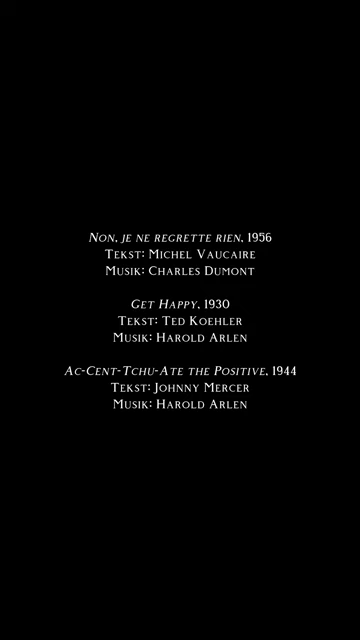 Non, je ne regrette rien, 1956
Tekst: Michel Vaucaire
Musik: Charles Dumont
Get Happy, 1930
Tekst: Ted Koehler
Musik: Harold Arlen
Ac-Cent-Tchu-Ate the Positive, 1944
Tekst: Johnny Mercer
Musik: Harold Arlen